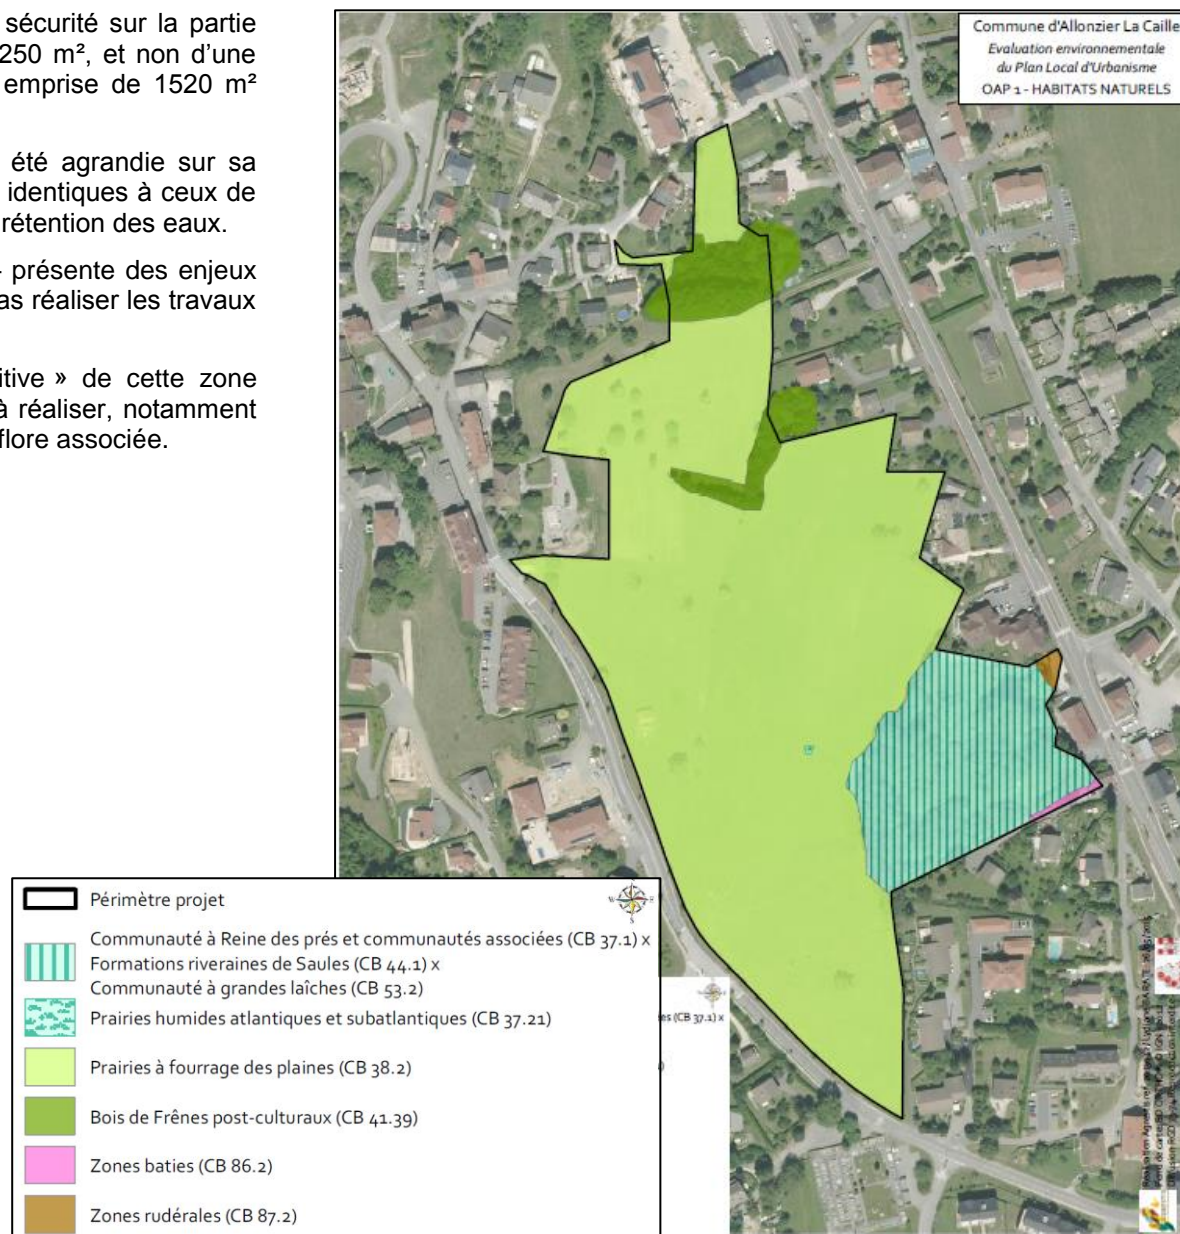 sécurité sur la partie
250 m², et non d’une
emprise de 1520 m²
été agrandie sur sa
identiques à ceux de
rétention des eaux.
présente des enjeux
as réaliser les travaux
itive » de cette zone
à réaliser, notamment
flore associée.
Commune d'Allonzier La Caille
Evaluation environnementale
du Plan Local d'Urbanisme
OAP 1 - HABITATS NATURELS
Périmètre projet
Communauté à Reine des prés et communautés associées (CB 37.1) x
Formations riveraines de Saules (CB 44.1) x
Communauté à grandes laîches (CB 53.2)
Prairies humides atlantiques et subatlantiques (CB 37.21)
Prairies à fourrage des plaines (CB 38.2)
Bois de Frênes post-culturaux (CB 41.39)
Zones baties (CB 86.2)
Zones rudérales (CB 87.2)
es (CB 37.1) x